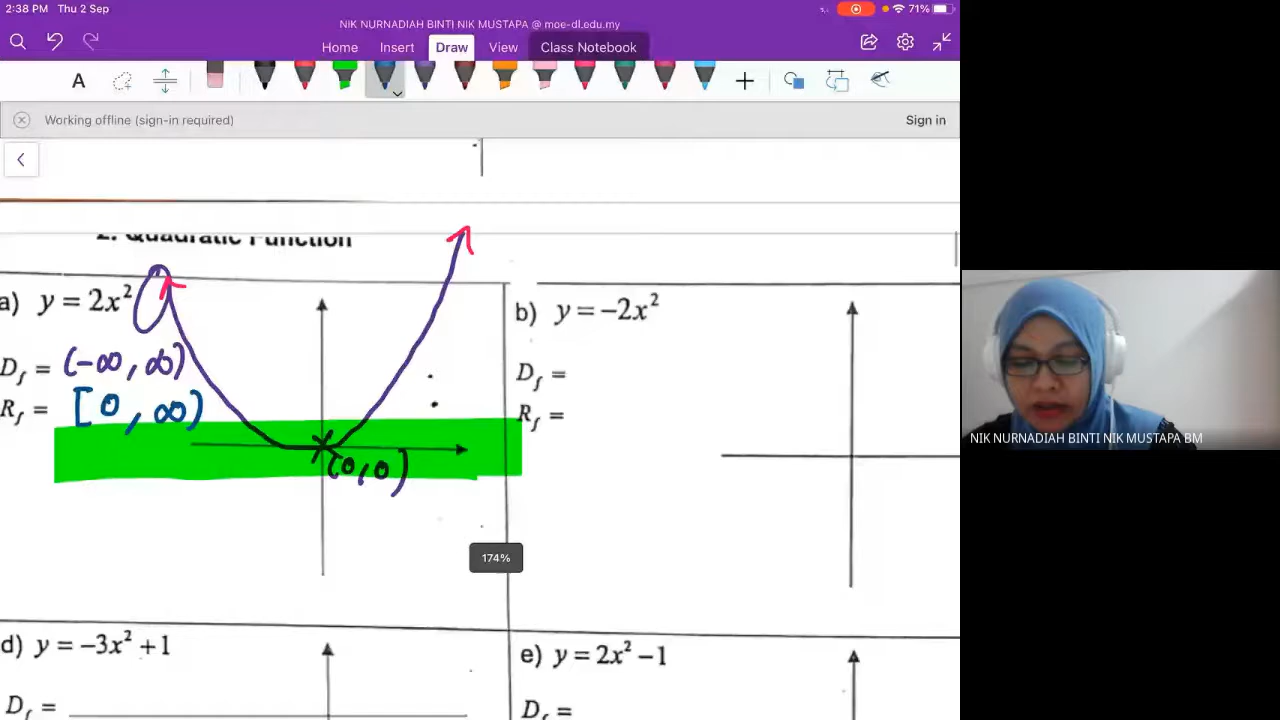 2:38 PM Thu 2 Sep
71%
NIK NURNADIAH BINTI NIK MUSTAPA @ moe-dl.edu.my
Home Insert Draw View Class Notebook
A
Working offline (sign-in required)
Sign in
2. Quadratic Function
a) y = 2x²
D_f = (-∞, ∞)
R_f = [0, ∞)
(0,0)
b) y = -2x²
D_f =
R_f =
174%
d) y = -3x² + 1
D_f =
e) y = 2x² - 1
D_f =
NIK NURNADIAH BINTI NIK MUSTAPA BM